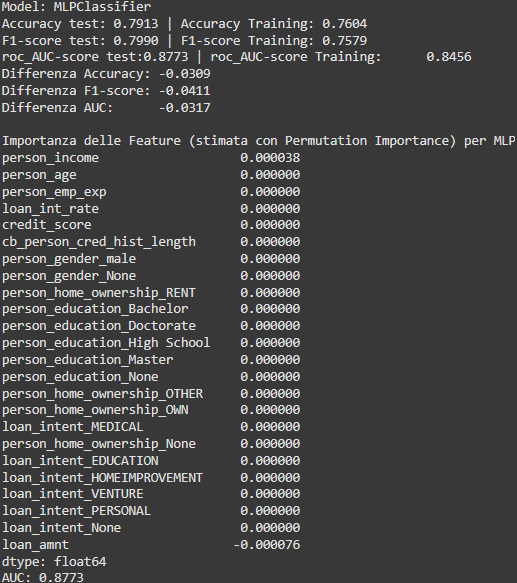 Model: MLPClassifier
Accuracy test: 0.7913 | Accuracy Training: 0.7604
F1-score test: 0.7990 | F1-score Training: 0.7579
roc_AUC-score test:0.8773 | roc_AUC-score Training: 0.8456
Differenza Accuracy: -0.0309
Differenza F1-score: -0.0411
Differenza AUC: -0.0317
Importanza delle Feature (stimata con Permutation Importance) per MLP
person_income 0.000038
person_age 0.000000
person_emp_exp 0.000000
loan_int_rate 0.000000
credit_score 0.000000
cb_person_cred_hist_length 0.000000
person_gender_male 0.000000
person_gender_None 0.000000
person_home_ownership_RENT 0.000000
person_education_Bachelor 0.000000
person_education_Doctorate 0.000000
person_education_High School 0.000000
person_education_Master 0.000000
person_education_None 0.000000
person_home_ownership_OTHER 0.000000
person_home_ownership_OWN 0.000000
loan_intent_MEDICAL 0.000000
person_home_ownership_None 0.000000
loan_intent_EDUCATION 0.000000
loan_intent_HOMEIMPROVEMENT 0.000000
loan_intent_VENTURE 0.000000
loan_intent_PERSONAL 0.000000
loan_intent_None 0.000000
loan_amnt -0.000076
dtype: float64
AUC: 0.8773